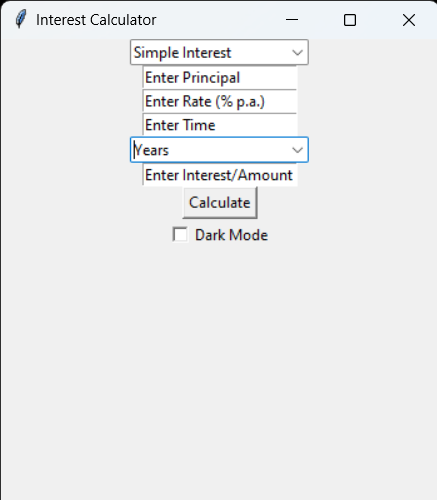 Interest Calculator
Simple Interest
Enter Principal
Enter Rate (% p.a.)
Enter Time
Years
Enter Interest/Amount
Calculate
Dark Mode